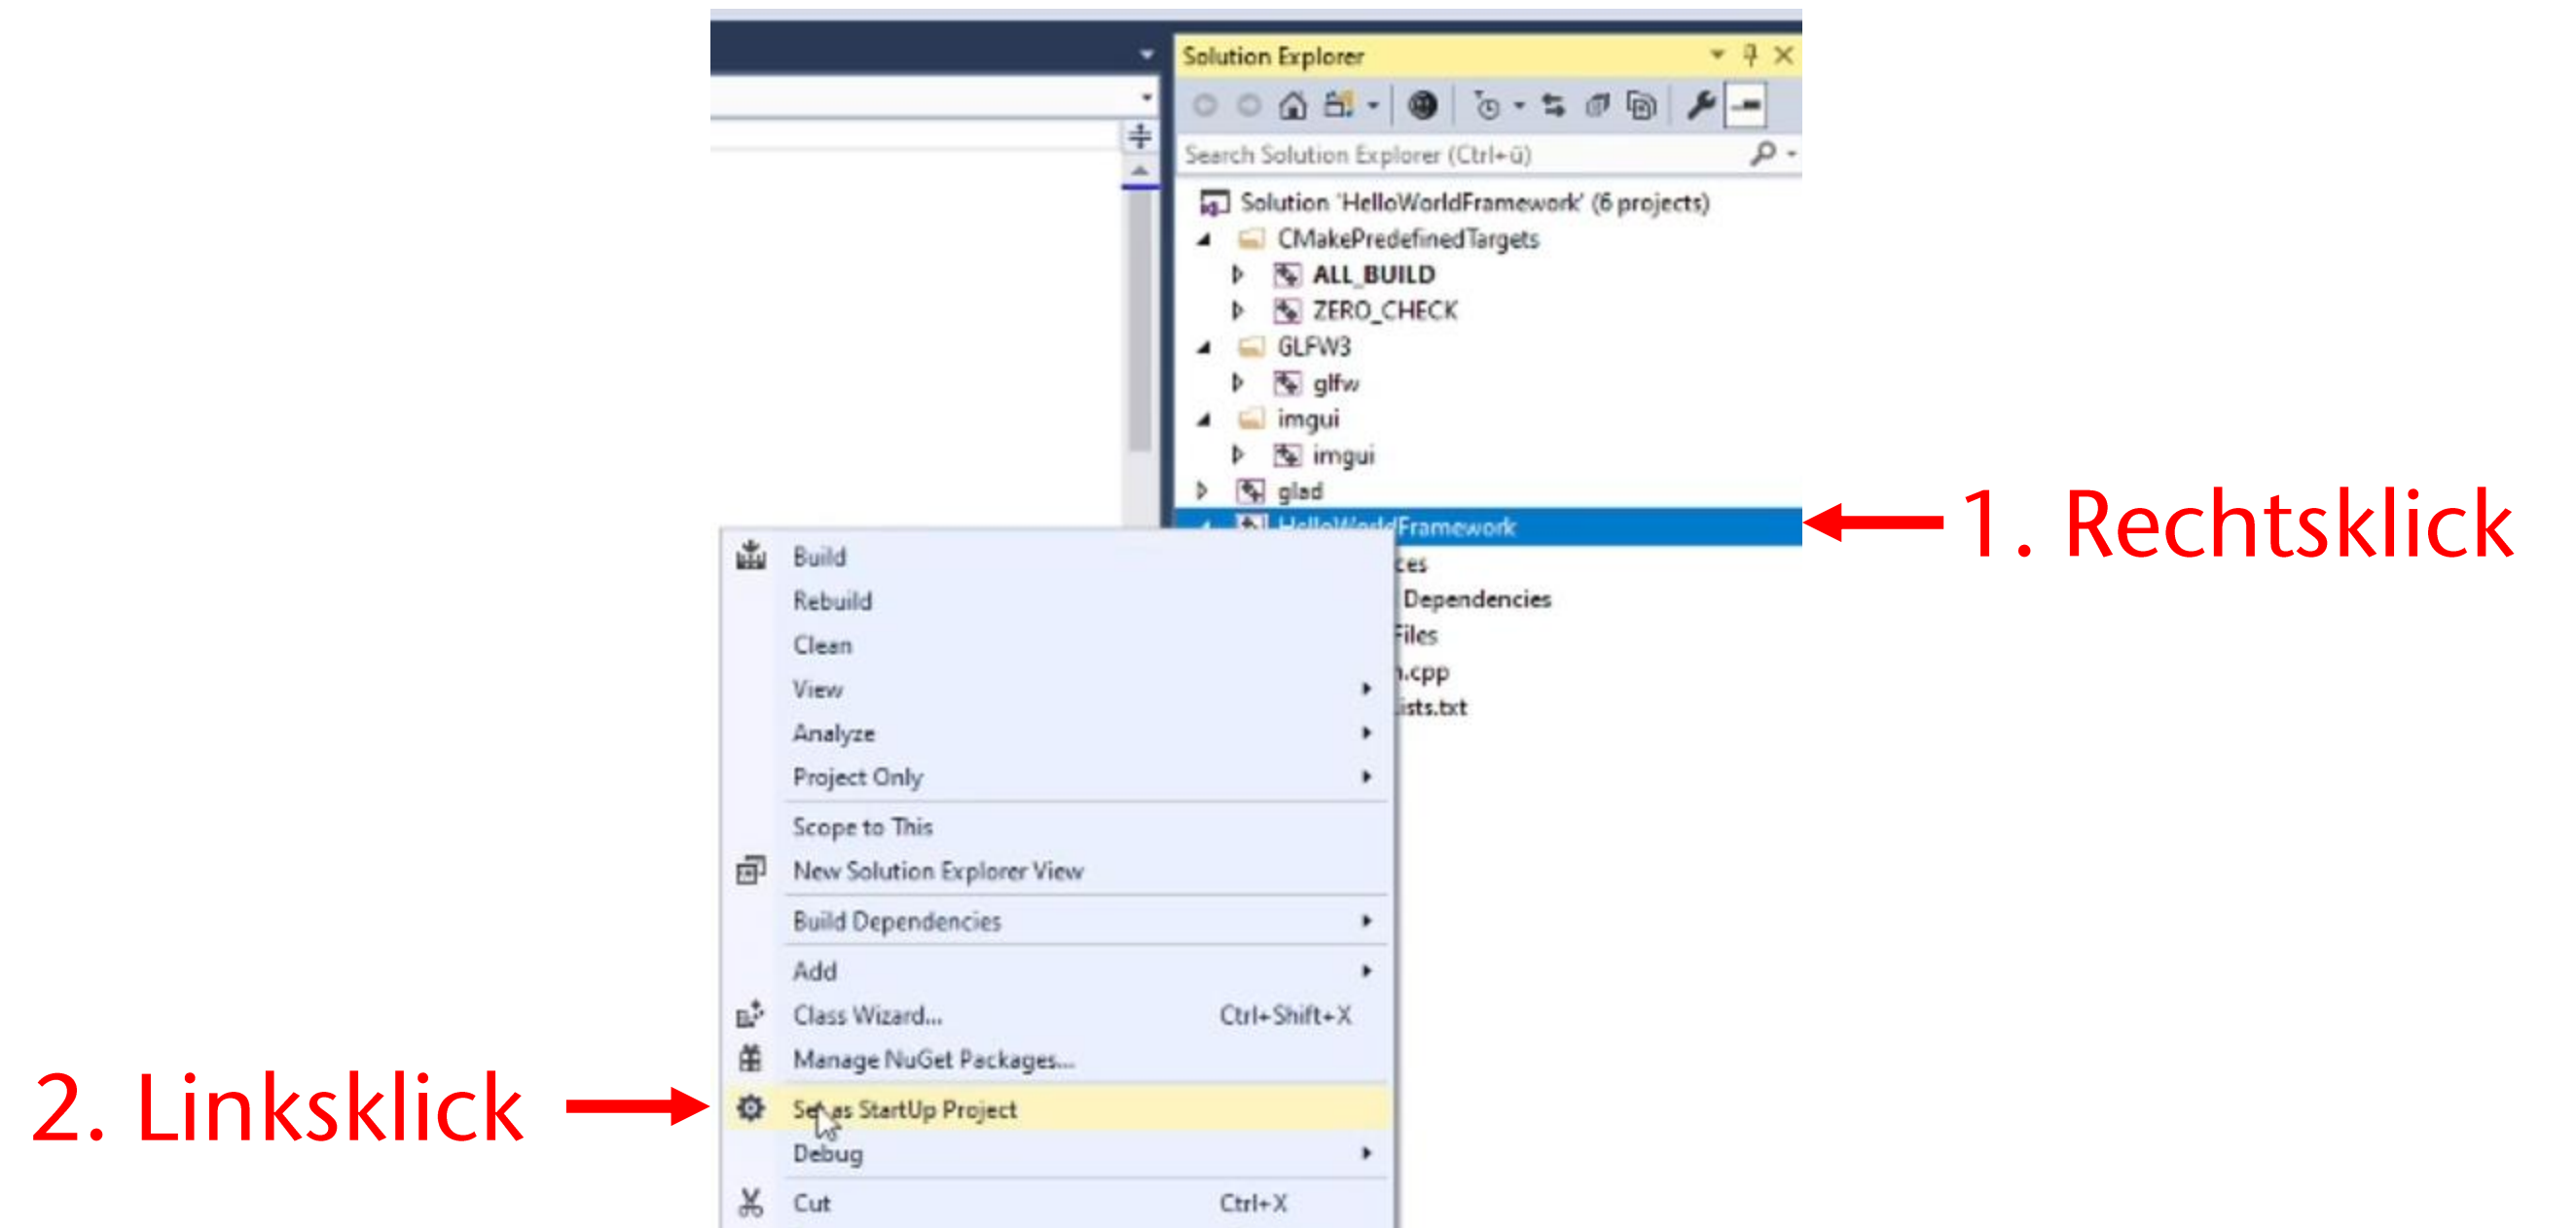 Solution Explorer
Search Solution Explorer (Ctrl+ü)
Solution 'HelloWorldFramework' (6 projects)
CMakePredefinedTargets
ALL_BUILD
ZERO_CHECK
GLFW3
glfw
imgui
imgui
glad
HelloWorldFramework
1. Rechtsklick
ces
Dependencies
Files
n.cpp
Lists.txt
Build
Rebuild
Clean
View
Analyze
Project Only
Scope to This
New Solution Explorer View
Build Dependencies
Add
Class Wizard... Ctrl+Shift+X
Manage NuGet Packages...
2. Linksklick
Set as StartUp Project
Debug
Cut Ctrl+X